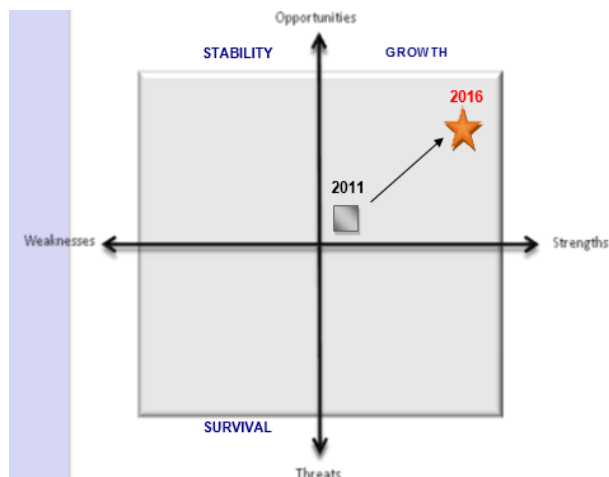 Opportunities
STABILITY
GROWTH
2016
2011
Weaknesses
Strengths
SURVIVAL
Threats